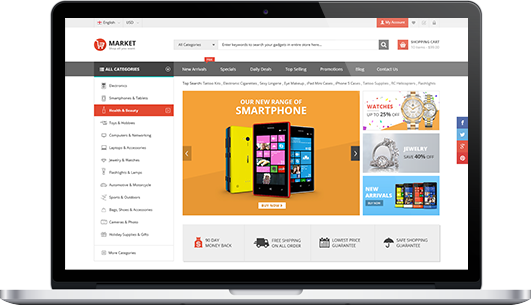 English
USD
My Account
MARKET
All Categories
Enter keywords to search your gadgets in entire store here...
SHOPPING CART
ALL CATEGORIES
New Arrivals
Specials
Daily Deals
Top Selling
Promotions
Blog
Contact Us
Electronics
Smartphones & Tablets
Health & Beauty
Toys & Hobbies
Computers & Networking
Laptops & Accessories
Jewelry & Watches
Flashlights & Lamps
Automotive & Motorcycle
Sports & Outdoors
Bags, Shoes & Accessories
Cameras & Photo
Holiday Supplies & Gifts
More Categories
OUR NEW RANGE OF
SMARTPHONE
BUY NOW
WATCHES
UP TO 25% OFF
JEWELRY
SAVE 40% OFF
NEW
ARRIVALS
BUY NOW
90 DAY
MONEY BACK
FREE SHIPPING
ON ALL ORDER
LOWEST PRICE
GUARANTEE
SAFE SHOPPING
GUARANTEE